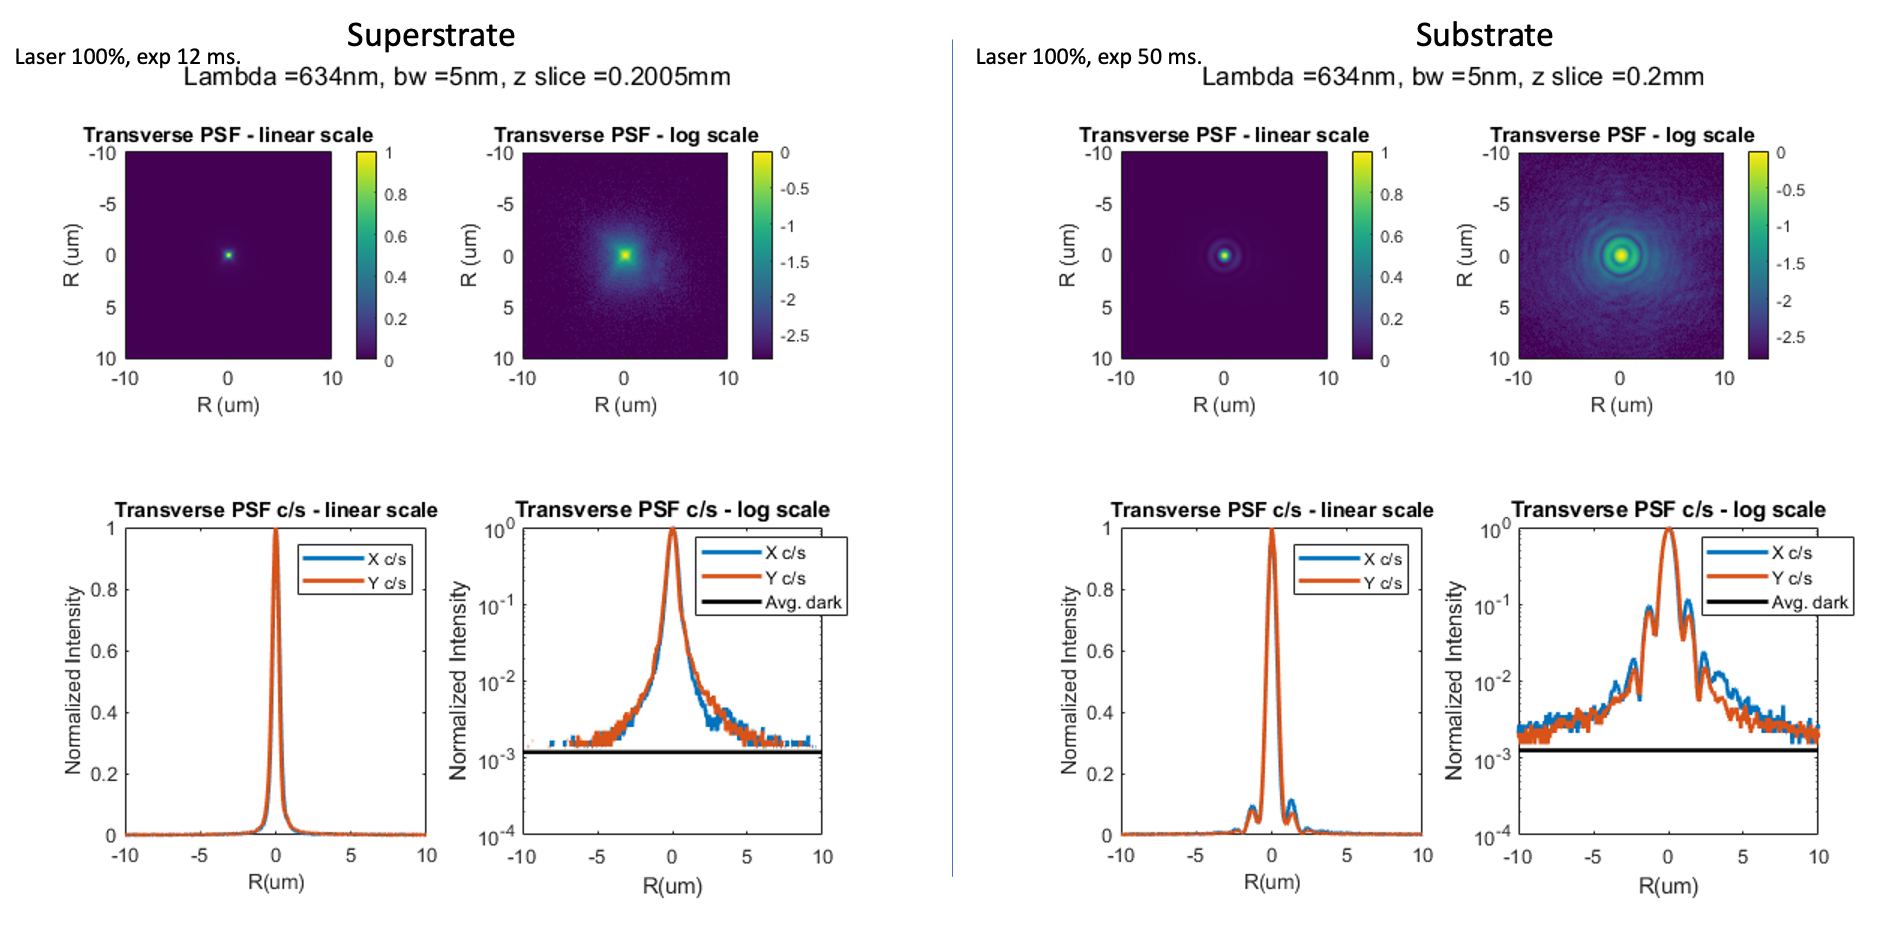 Superstrate
Laser 100%, exp 12 ms.
Lambda =634nm, bw =5nm, z slice =0.2005mm
Transverse PSF - linear scale
-10
-5
0
5
10
R (um)
-10 0 10
R (um)
1
0.8
0.6
0.4
0.2
0
Transverse PSF - log scale
-10
-5
0
5
10
R (um)
-10 0 10
R (um)
0
-0.5
-1
-1.5
-2
-2.5
Transverse PSF c/s - linear scale
1
0.8
0.6
0.4
0.2
0
Normalized Intensity
X c/s
Y c/s
-10 -5 0 5 10
R(um)
Transverse PSF c/s - log scale
10^0
10^-1
10^-2
10^-3
10^-4
Normalized Intensity
X c/s
Y c/s
Avg. dark
-10 -5 0 5 10
R(um)
Substrate
Laser 100%, exp 50 ms.
Lambda =634nm, bw =5nm, z slice =0.2mm
Transverse PSF - linear scale
-10
-5
0
5
10
R (um)
-10 0 10
R (um)
1
0.8
0.6
0.4
0.2
0
Transverse PSF - log scale
-10
-5
0
5
10
R (um)
-10 0 10
R (um)
0
-0.5
-1
-1.5
-2
-2.5
Transverse PSF c/s - linear scale
1
0.8
0.6
0.4
0.2
0
Normalized Intensity
X c/s
Y c/s
-10 -5 0 5 10
R(um)
Transverse PSF c/s - log scale
10^0
10^-1
10^-2
10^-3
10^-4
Normalized Intensity
X c/s
Y c/s
Avg. dark
-10 -5 0 5 10
R(um)